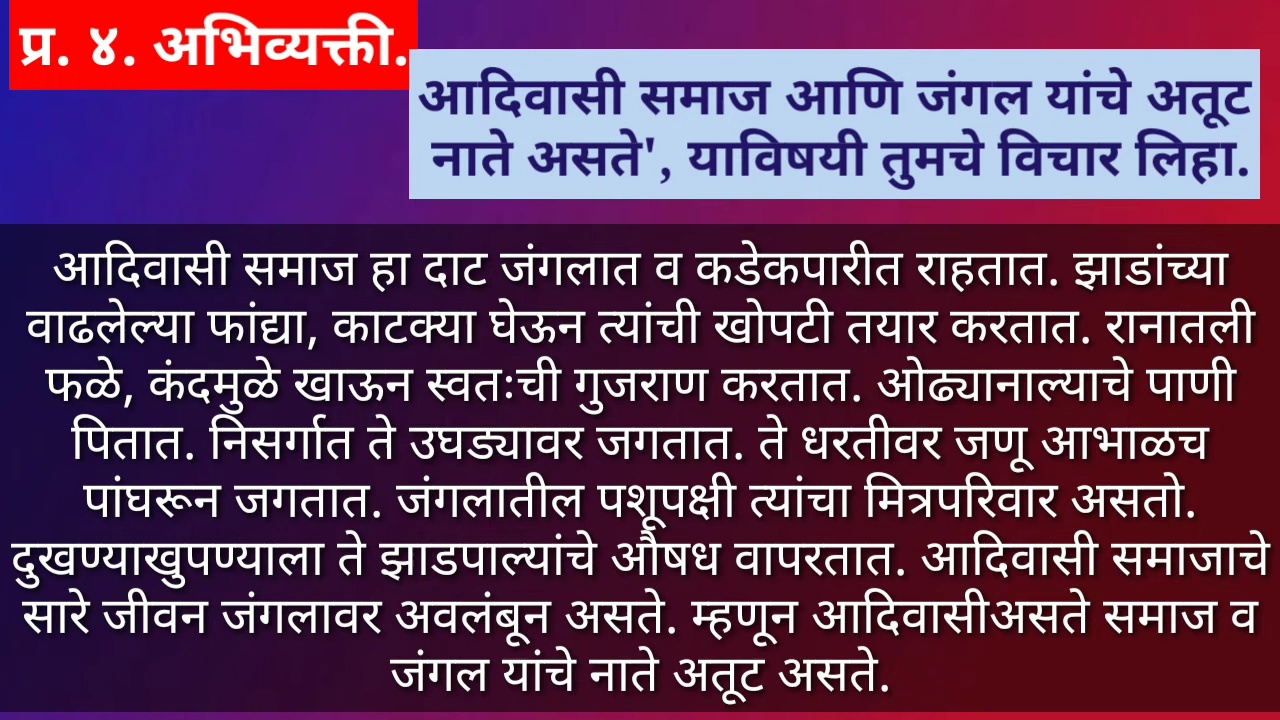 प्र. ४. अभिव्यक्ती.
आदिवासी समाज आणि जंगल यांचे अतूट
नाते असते', याविषयी तुमचे विचार लिहा.
आदिवासी समाज हा दाट जंगलात व कडेकपारीत राहतात. झाडांच्या
वाढलेल्या फांद्या, काटक्या घेऊन त्यांची खोपटी तयार करतात. रानातली
फळे, कंदमुळे खाऊन स्वतःची गुजराण करतात. ओढ्यानाल्याचे पाणी
पितात. निसर्गात ते उघड्यावर जगतात. ते धरतीवर जणू आभाळच
पांघरून जगतात. जंगलातील पशूपक्षी त्यांचा मित्रपरिवार असतो.
दुखण्याखुपण्याला ते झाडपाल्यांचे औषध वापरतात. आदिवासी समाजाचे
सारे जीवन जंगलावर अवलंबून असते. म्हणून आदिवासीअसते समाज व
जंगल यांचे नाते अतूट असते.